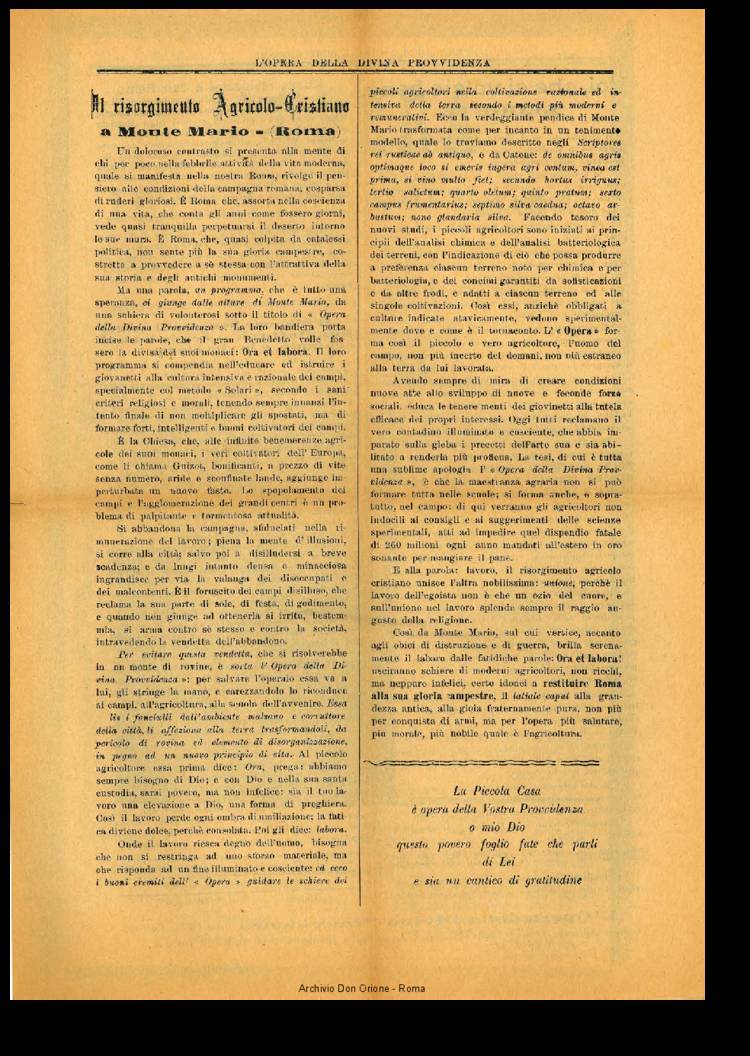 L'OPERA DELLA DIVINA PROVVIDENZA
Il risorgimento Agricolo-Cristiano
a Monte Mario - (Roma)
Un doloroso contrasto si presenta alla mente di
chi per poco nella febbrile attività della vita moderna,
quale si manifesta nella nostra Roma, rivolge il pen-
siero alle condizioni della campagna romana, cosparsa
di ruderi gloriosi. È Roma che, assorta nella coscienza
di una vita, che conta gli anni come fossero giorni,
vede quasi tranquilla perpetuarsi il deserto intorno
le sue mura. È Roma, che, quasi colpita da catalessi
politica, non sente più la sua gloria campestre, co-
stretta a provvedere a sè stessa con l'attrattiva della
sua storia e degli antichi monumenti.
Ma una parola, un programma, che è tutto una
speranza, ci giunge dalle alture di Monte Mario, da
una schiera di volonterosi sotto il titolo di « Opera
della Divina Provvidenza ». La loro bandiera porta
incise le parole, che il gran Benedetto volle fos-
sero la divisa dei suoi monaci: Ora et labora. Il loro
programma si compendia nell'educare ed istruire i
giovanetti alla cultura intensiva e razionale dei campi,
specialmente col metodo « Solari », secondo i sani
criteri religiosi e morali, tenendo sempre innanzi l'in-
tento finale di non moltiplicare gli spostati, ma di
formare forti, intelligenti e buoni coltivatori dei campi.
È la Chiesa, che, alle infinite benemerenze agri-
cole dei suoi monaci, i veri coltivatori dell'Europa,
come li chiama Guizot, bonificanti, a prezzo di vite
senza numero, aride e sconfinate lande, aggiunge im-
perturbata un nuovo fasto. Lo spopolamento dei
campi e l'agglomerazione dei grandi centri è un pro-
blema di palpitante e tormentosa attualità.
Si abbandona la campagna, sfiduciati nella ri-
munerazione del lavoro; piena la mente d'illusioni,
si corre alla città; salvo poi a disilludersi a breve
scadenza; e da lungi intanto densa e minacciosa
ingrandisce per via la valanga dei disoccupati e
dei malcontenti. È il foruscito dei campi disilluso, che
reclama la sua parte di sole, di festa, di godimento,
e quando non giunge ad ottenerla si irrita, bestem-
mia, si arma contro sè stesso e contro la società,
intravedendo la vendetta dell'abbandono.
Per evitare questa vendetta, che si risolverebbe
in un monte di rovine, è sorta l'Opera della Di-
vina Provvidenza »: per salvare l'operaio essa va a
lui, gli stringe la mano, e carezzandolo lo riconduce
ai campi, all'agricoltura, alla scuola dell'avvenire. Essa
lis i fanciulli dall'ambiente malsano e corruttore
della città, li affeziona alla terra trasformandoli, da
pericolo di rovina ed elemento di disorganizzazione,
in pegno ad un nuovo principio di vita. Al piccolo
agricoltore essa prima dice: Ora, prega: abbiamo
sempre bisogno di Dio; e con Dio e nella sua santa
custodia, sarai povero, ma non infelice: sia il tuo la-
voro una elevazione a Dio, una forma di preghiera.
Così il lavoro perde ogni ombra di umiliazione; la fati-
ca diviene dolce, perchè consolata. Poi gli dice: labora.
Onde il lavoro riesca degno dell'uomo, bisogna
che non si restringa ad uno sforzo materiale, ma
che risponda ad un fine illuminato e cosciente: ed ecco
i buoni eremiti dell' « Opera » guidare le schiere dei
piccoli agricoltori nella coltivazione razionale ed in-
tensiva della terra secondo i metodi più moderni e
remunerativi. Ecco la verdeggiante pendice di Monte
Mario trasformata come per incanto in un tenimento
modello, quale lo troviamo descritto negli Scriptores
rei rusticae ab antiquo, e da Catone: de omnibus agris
optimoque loco si emeris iugera agri centum, vinea est
prima, si vino multo fiet; secundo hortus irriguus;
tertio salictum; quarto oletum; quinto pratum; sexto
campus frumentarius; septimo silva caedua; octavo ar-
bustum; nono glandaria silva. Facendo tesoro dei
nuovi studi, i piccoli agricoltori sono iniziati ai prin-
cipii dell'analisi chimica e dell'analisi batteriologica
dei terreni, con l'indicazione di ciò che possa produrre
a preferenza ciascun terreno noto per chimica e per
batteriologia, e dei concimi garantiti da sofisticazioni
e da altre frodi, e adatti a ciascun terreno ed alle
singole coltivazioni. Così essi, anzichè obbligati a
culture indicate atavicamente, vedono sperimental-
mente dove e come è il tornaconto. L' « Opera » for-
ma così il piccolo e vero agricoltore, l'uomo del
campo, non più incerto del domani, non più estraneo
alla terra da lui lavorata.
Avendo sempre di mira di creare condizioni
nuove atte allo sviluppo di nuove e feconde forze
sociali, educa le tenere menti dei giovinetti alla tutela
efficace dei propri interessi. Oggi tutti reclamano il
vero contadino illuminato e cosciente, che abbia im-
parato sulla gleba i precetti dell'arte sua e sia abi-
litato a renderla più proficua. La tesi, di cui è tutta
una sublime apologia l' « Opera della Divina Prov-
videnza », è che la maestranza agraria non si può
formare tutta nelle scuole; si forma anche, e sopra-
tutto, nel campo: di qui verranno gli agricoltori non
indocili ai consigli e ai suggerimenti delle scienze
sperimentali, atti ad impedire quel dispendio fatale
di 260 milioni ogni anno mandati all'estero in oro
sonante per mangiare il pane.
E alla parola: lavoro, il risorgimento agricolo
cristiano unisce l'altra nobilissima: unione, perchè il
lavoro dell'egoista non è che un ozio del cuore, e
sull'unione nel lavoro splende sempre il raggio au-
gusto della religione.
Così da Monte Mario, sul cui vertice, accanto
agli obici di distruzione e di guerra, brilla serena-
mente il labaro dalle fatidiche parole: Ora et labora!
usciranno schiere di moderni agricoltori, non ricchi,
ma neppure infelici, certo idonei a restituire Roma
alla sua gloria campestre, il latiale caput alla gran-
dezza antica, alla gioia fraternamente pura, non più
per conquista di armi, ma per l'opera più salutare,
più morale, più nobile quale è l'agricoltura.
La Piccola Casa
è opera della Vostra Provvidenza
o mio Dio
questo povero foglio fate che parli
di Lei
e sia un cantico di gratitudine
Archivio Don Orione - Roma